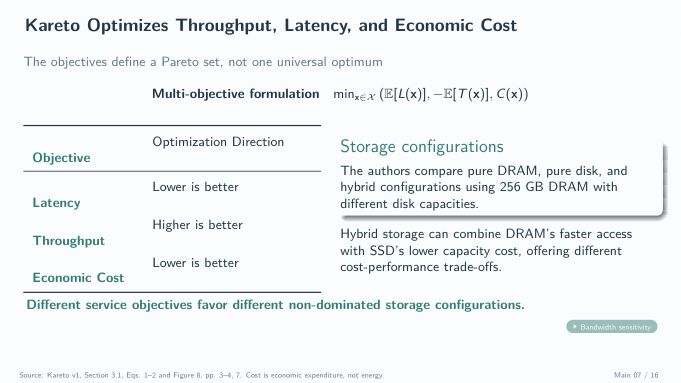 Kareto Optimizes Throughput, Latency, and Economic Cost
The objectives define a Pareto set, not one universal optimum
Multi-objective formulation min_{x∈𝒳} (𝔼[L(x)], −𝔼[T(x)], C(x))
Optimization Direction
Objective
Lower is better
Latency
Higher is better
Throughput
Lower is better
Economic Cost
Storage configurations
The authors compare pure DRAM, pure disk, and
hybrid configurations using 256 GB DRAM with
different disk capacities.
Hybrid storage can combine DRAM's faster access
with SSD's lower capacity cost, offering different
cost-performance trade-offs.
Different service objectives favor different non-dominated storage configurations.
Bandwidth sensitivity
Source: Kareto v1, Section 3.1, Eqs. 1–2 and Figure 8, pp. 3–4, 7. Cost is economic expenditure, not energy.
Main 07 / 16